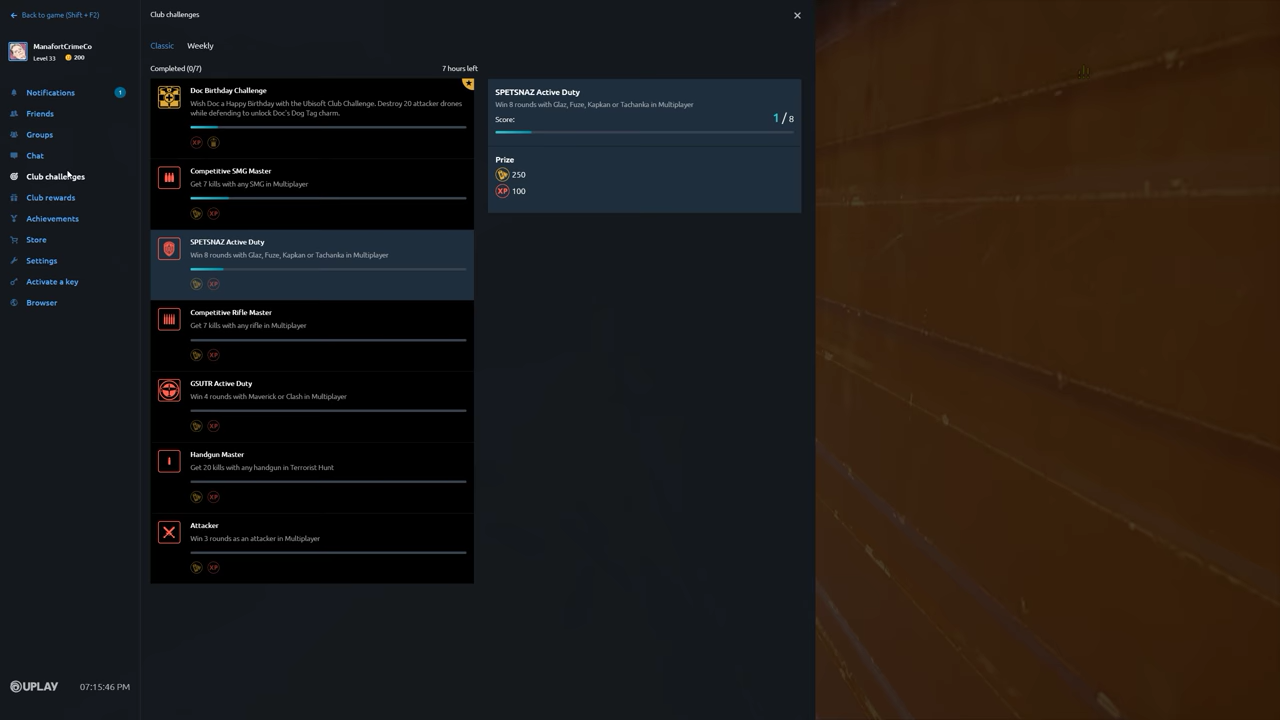 Back to game (Shift + F2)
ManafortCrimeCo
Level 33 200
Notifications 1
Friends
Groups
Chat
Club challenges
Club rewards
Achievements
Store
Settings
Activate a key
Browser
UPLAY 07:15:46 PM
Club challenges
Classic Weekly
Completed (0/7) 7 hours left
Doc Birthday Challenge
Wish Doc a Happy Birthday with the Ubisoft Club Challenge. Destroy 20 attacker drones
while defending to unlock Doc's Dog Tag charm.
XP
Competitive SMG Master
Get 7 kills with any SMG in Multiplayer
XP
SPETSNAZ Active Duty
Win 8 rounds with Glaz, Fuze, Kapkan or Tachanka in Multiplayer
XP
Competitive Rifle Master
Get 7 kills with any rifle in Multiplayer
XP
GSUTR Active Duty
Win 4 rounds with Maverick or Clash in Multiplayer
XP
Handgun Master
Get 20 kills with any handgun in Terrorist Hunt
XP
Attacker
Win 3 rounds as an attacker in Multiplayer
XP
SPETSNAZ Active Duty
Win 8 rounds with Glaz, Fuze, Kapkan or Tachanka in Multiplayer
Score: 1 / 8
Prize
250
XP 100